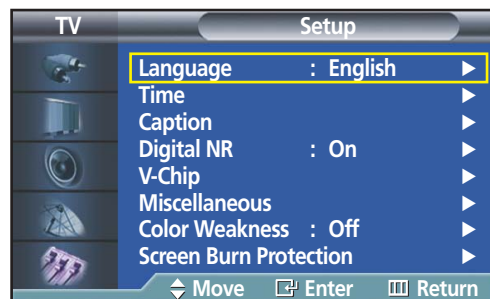 TV Setup
Language : English
Time
Caption
Digital NR : On
V-Chip
Miscellaneous
Color Weakness : Off
Screen Burn Protection
Move Enter Return